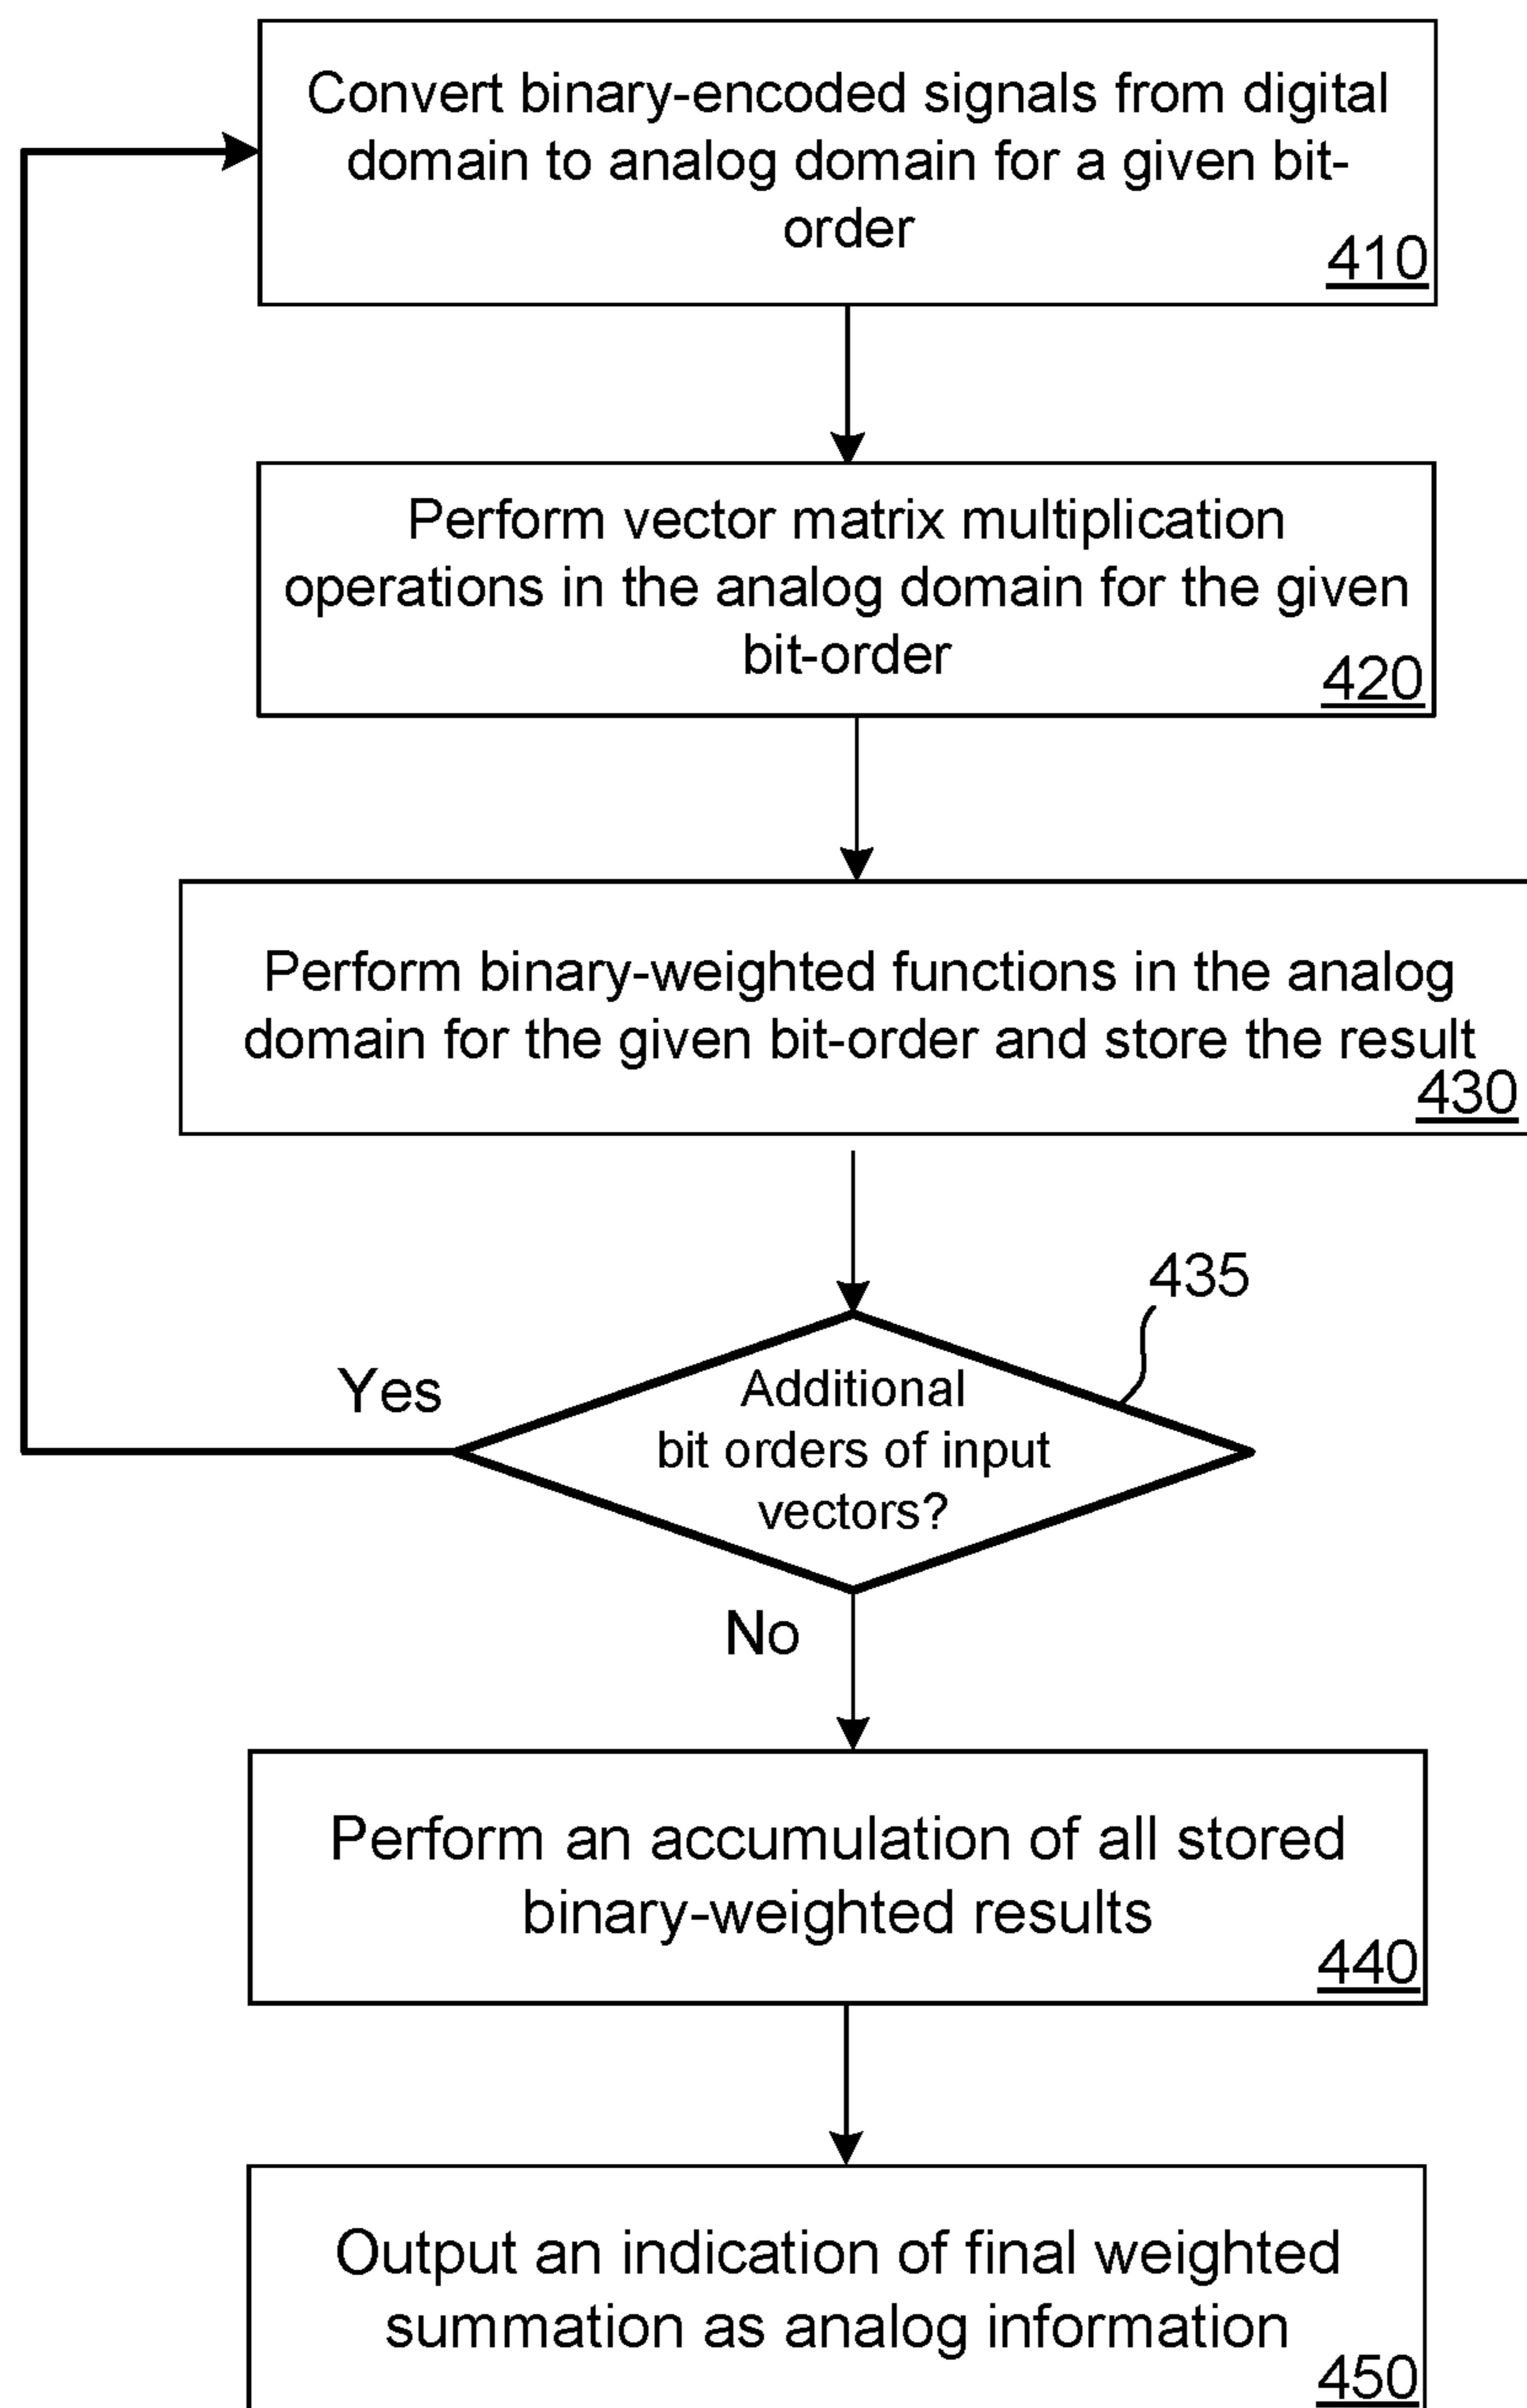 Convert binary-encoded signals from digital
domain to analog domain for a given bit-
order
410
Perform vector matrix multiplication
operations in the analog domain for the given
bit-order
420
Perform binary-weighted functions in the analog
domain for the given bit-order and store the result
430
435
Yes
Additional
bit orders of input
vectors?
No
Perform an accumulation of all stored
binary-weighted results
440
Output an indication of final weighted
summation as analog information
450